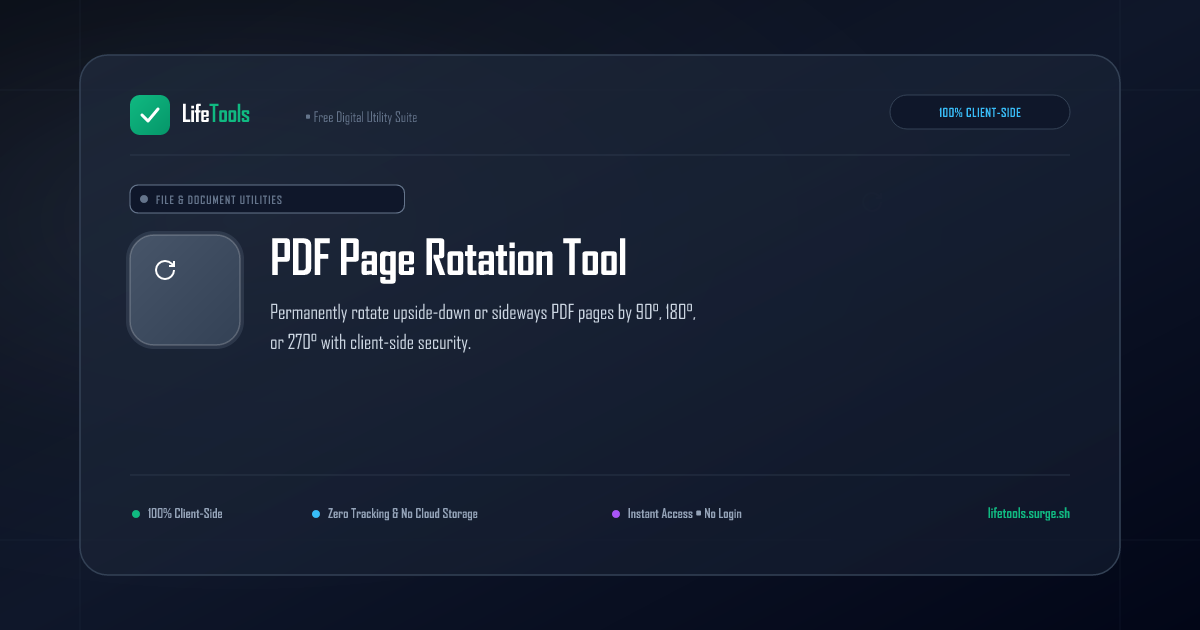 LifeTools
▪ Free Digital Utility Suite
100% CLIENT-SIDE
FILE & DOCUMENT UTILITIES
PDF Page Rotation Tool
Permanently rotate upside-down or sideways PDF pages by 90°, 180°,
or 270° with client-side security.
100% Client-Side
Zero Tracking & No Cloud Storage
Instant Access ▪ No Login
lifetools.surge.sh